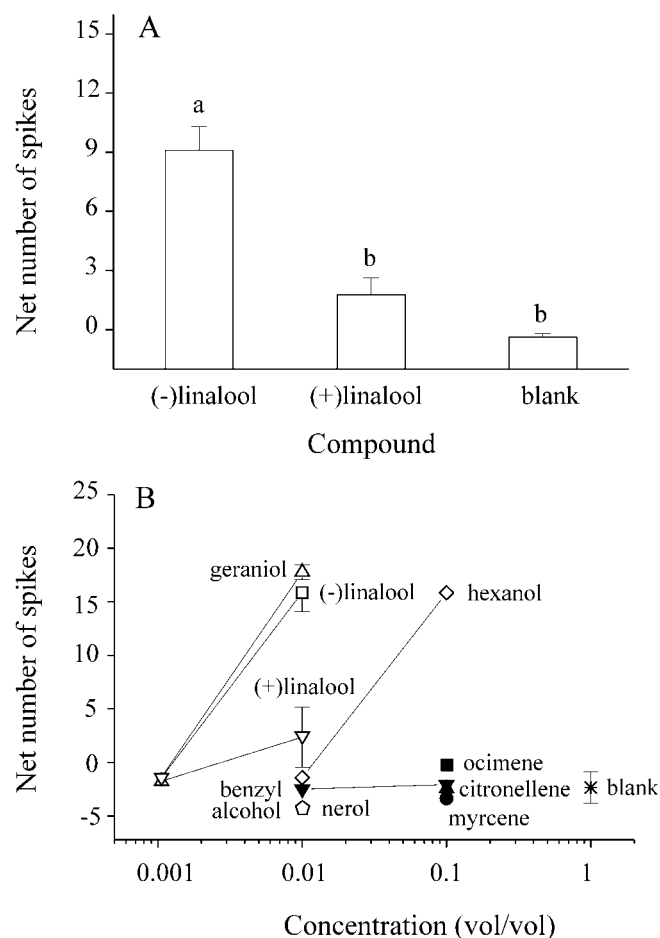 A
Net number of spikes
15
12
9
6
3
0
a
b
b
(-)linalool
(+)linalool
blank
Compound
B
Net number of spikes
25
20
15
10
5
0
-5
geraniol
(-)linalool
hexanol
(+)linalool
ocimene
benzyl
alcohol
nerol
citronellene
blank
myrcene
0.001
0.01
0.1
1
Concentration (vol/vol)